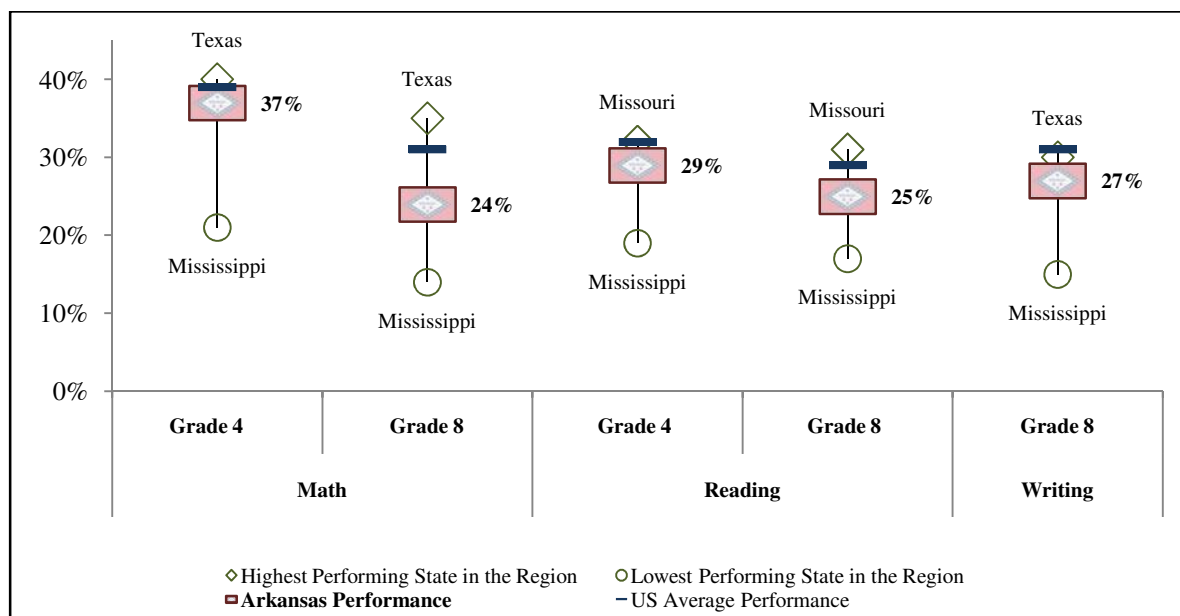 Texas
40%
37%
Texas
Missouri
Missouri
Texas
30%
29%
27%
25%
24%
20%
Mississippi
Mississippi
Mississippi
Mississippi
Mississippi
10%
0%
Grade 4 Grade 8 Grade 4 Grade 8 Grade 8
Math Reading Writing
Highest Performing State in the Region Lowest Performing State in the Region
Arkansas Performance US Average Performance